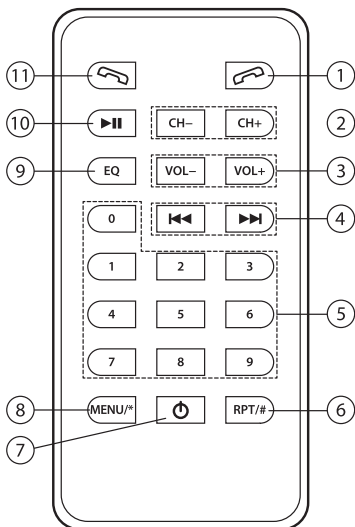 11 1
10 CH– CH+ 2
9 EQ VOL– VOL+ 3
0 4
1 2 3
4 5 6 5
7 8 9
8 MENU/* RPT/# 6
7